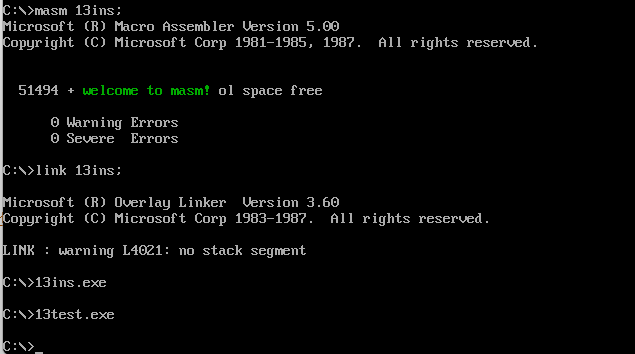 C:\>masm 13ins;
Microsoft (R) Macro Assembler Version 5.00
Copyright (C) Microsoft Corp 1981-1985, 1987.  All rights reserved.
51494 + welcome to masm! ol space free
0 Warning Errors
0 Severe  Errors
C:\>link 13ins;
Microsoft (R) Overlay Linker  Version 3.60
Copyright (C) Microsoft Corp 1983-1987.  All rights reserved.
LINK : warning L4021: no stack segment
C:\>13ins.exe
C:\>13test.exe
C:\>_